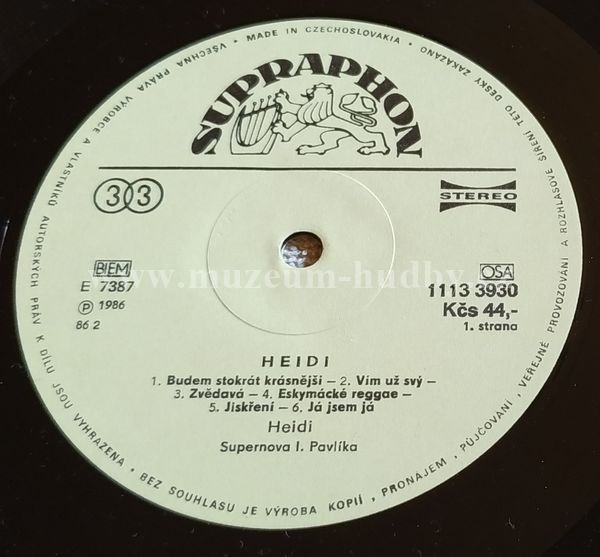 VŠECHNA PRÁVA VÝROBCE A VLASTNÍKŮ AUTORSKÝCH PRÁV K DÍLU JSOU VYHRAZENA • BEZ SOUHLASU JE VÝROBA KOPIÍ, PRONÁJEM, PŮJČOVÁNÍ, VEŘEJNÉ PROVOZOVÁNÍ A ROZHLASOVÉ ŠÍŘENÍ TÉTO DESKY ZAKÁZÁNO • MADE IN CZECHOSLOVAKIA •
SUPRAPHON
33
STEREO
BIEM
OSA
E 7387
1113 3930
Ⓟ 1986
Kčs 44,-
86 2
1. strana
www.muzeum-hudby.
HEIDI
1. Budem stokrát krásnější – 2. Vím už svý –
3. Zvědavá – 4. Eskymácké reggae –
5. Jiskření – 6. Já jsem já
Heidi
Supernova I. Pavlíka